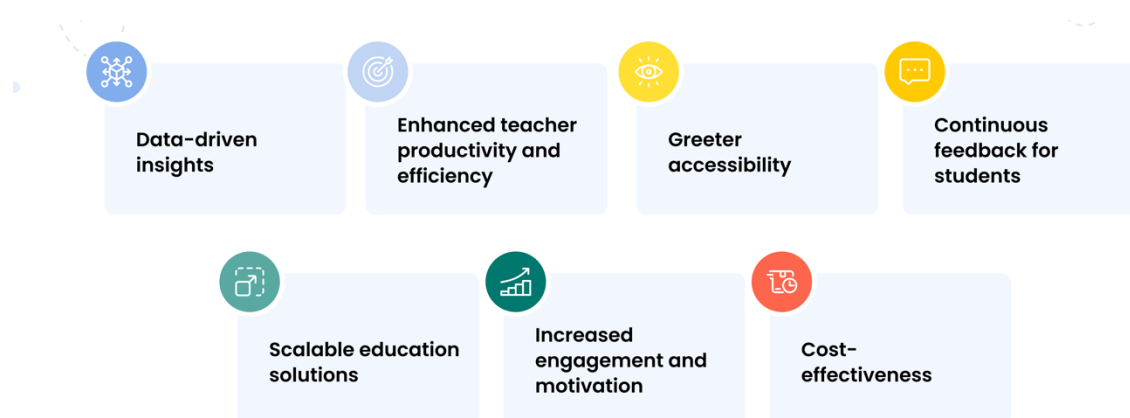 Data-driven
insights
Enhanced teacher
productivity and
efficiency
Greeter
accessibility
Continuous
feedback for
students
Scalable education
solutions
Increased
engagement and
motivation
Cost-
effectiveness